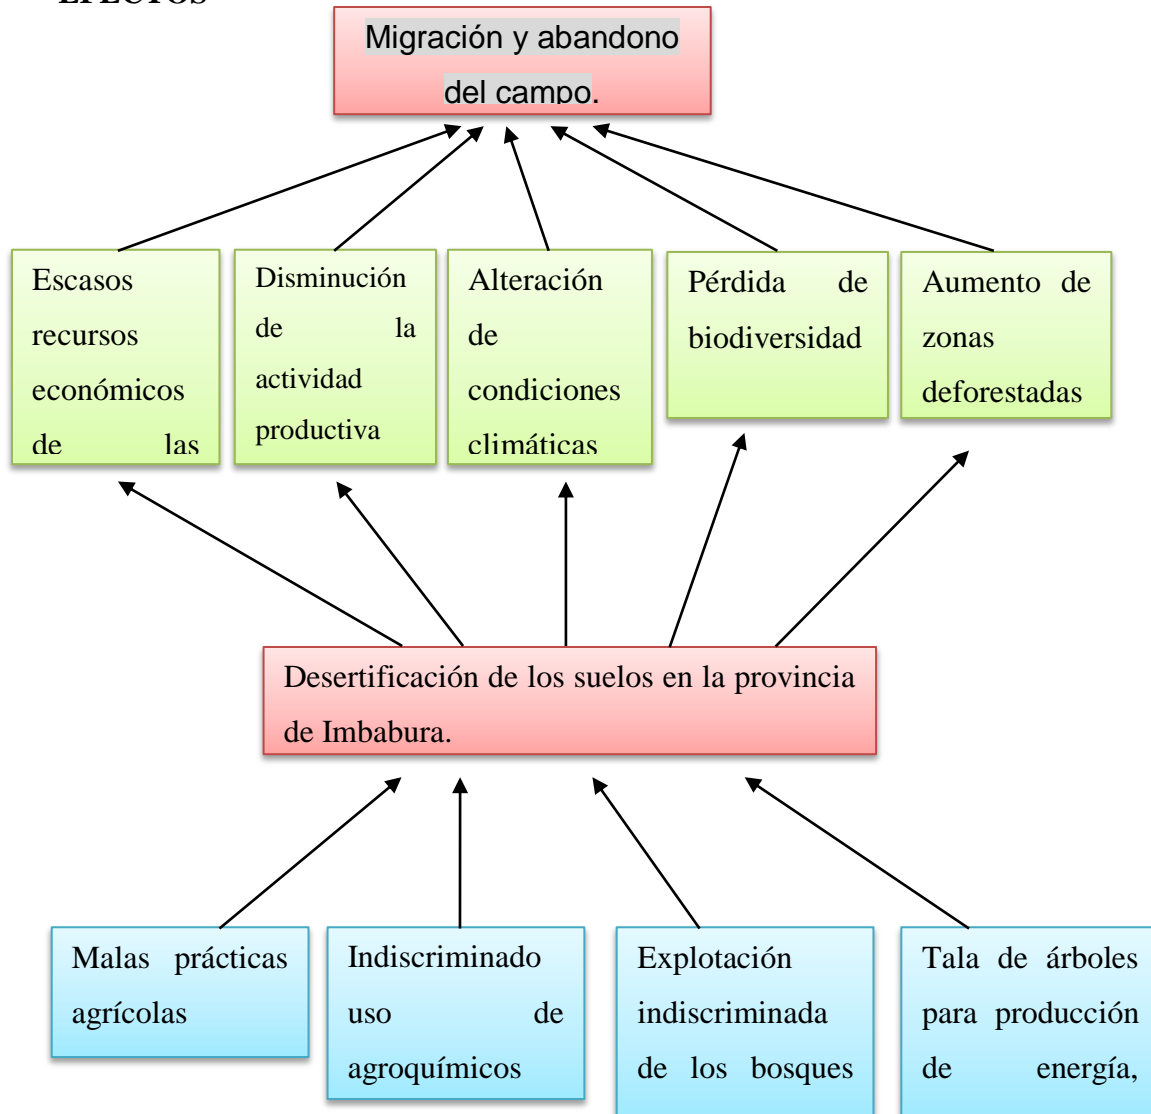 EFECTOS
Migración y abandono
del campo.
Escasos
recursos
económicos
de las
Disminución
de la
actividad
productiva
Alteración
de
condiciones
climáticas
Pérdida de
biodiversidad
Aumento de
zonas
deforestadas
Desertificación de los suelos en la provincia
de Imbabura.
Malas prácticas
agrícolas
Indiscriminado
uso de
agroquímicos
Explotación
indiscriminada
de los bosques
Tala de árboles
para producción
de energía,